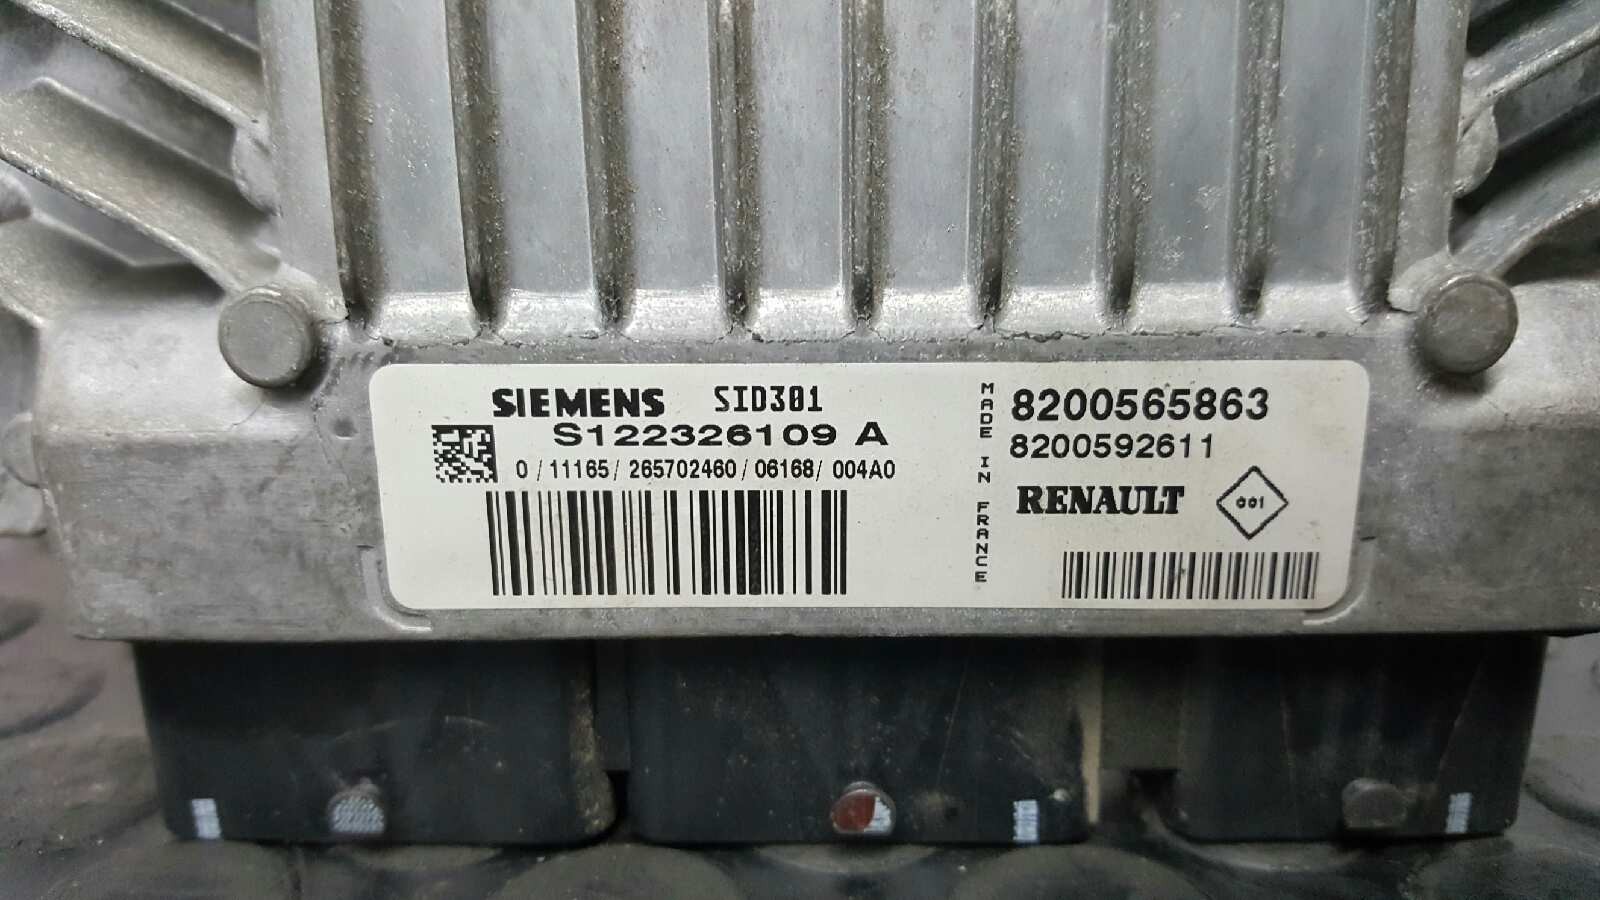 SIEMENS SID301
S122326109 A
0 / 11165 / 265702460 / 06168 / 004A0
MADE IN FRANCE
8200565863
8200592611
RENAULT 001